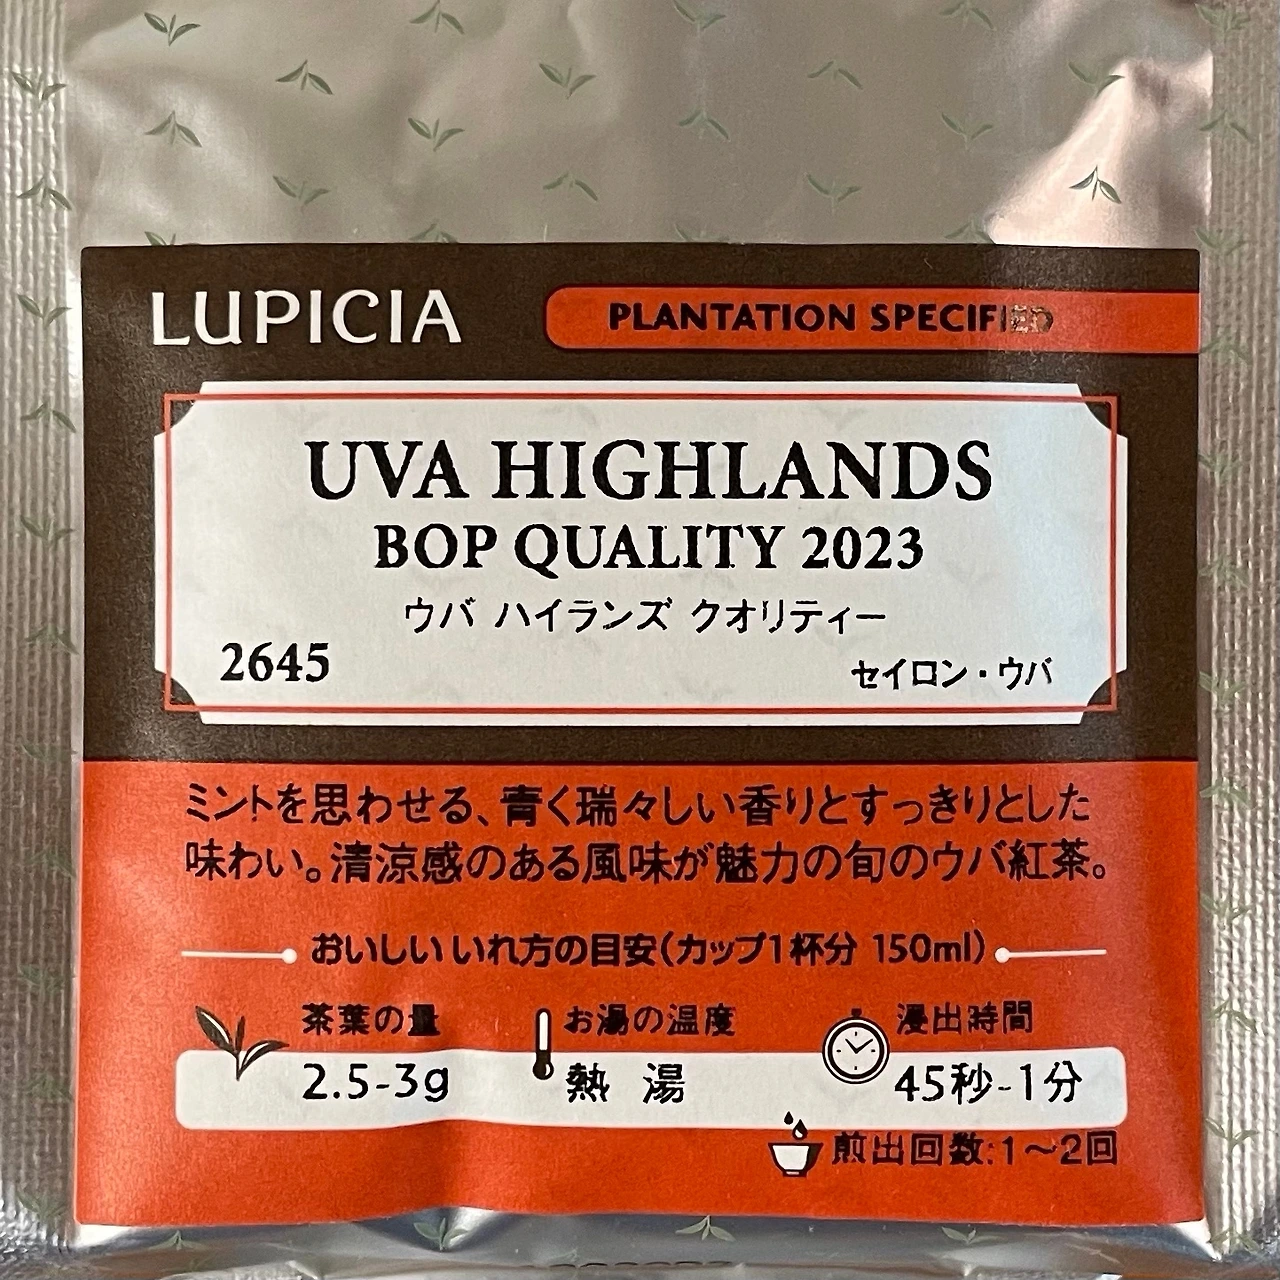 LUPICIA
PLANTATION SPECIFIED
UVA HIGHLANDS
BOP QUALITY 2023
ウバ ハイランズ クオリティー
2645
セイロン・ウバ
ミントを思わせる、青く瑞々しい香りとすっきりとした
味わい。清涼感のある風味が魅力の旬のウバ紅茶。
おいしいいれ方の目安(カップ1杯分 150ml)
茶葉の量
2.5-3g
お湯の温度
熱 湯
浸出時間
45秒-1分
煎出回数:1~2回